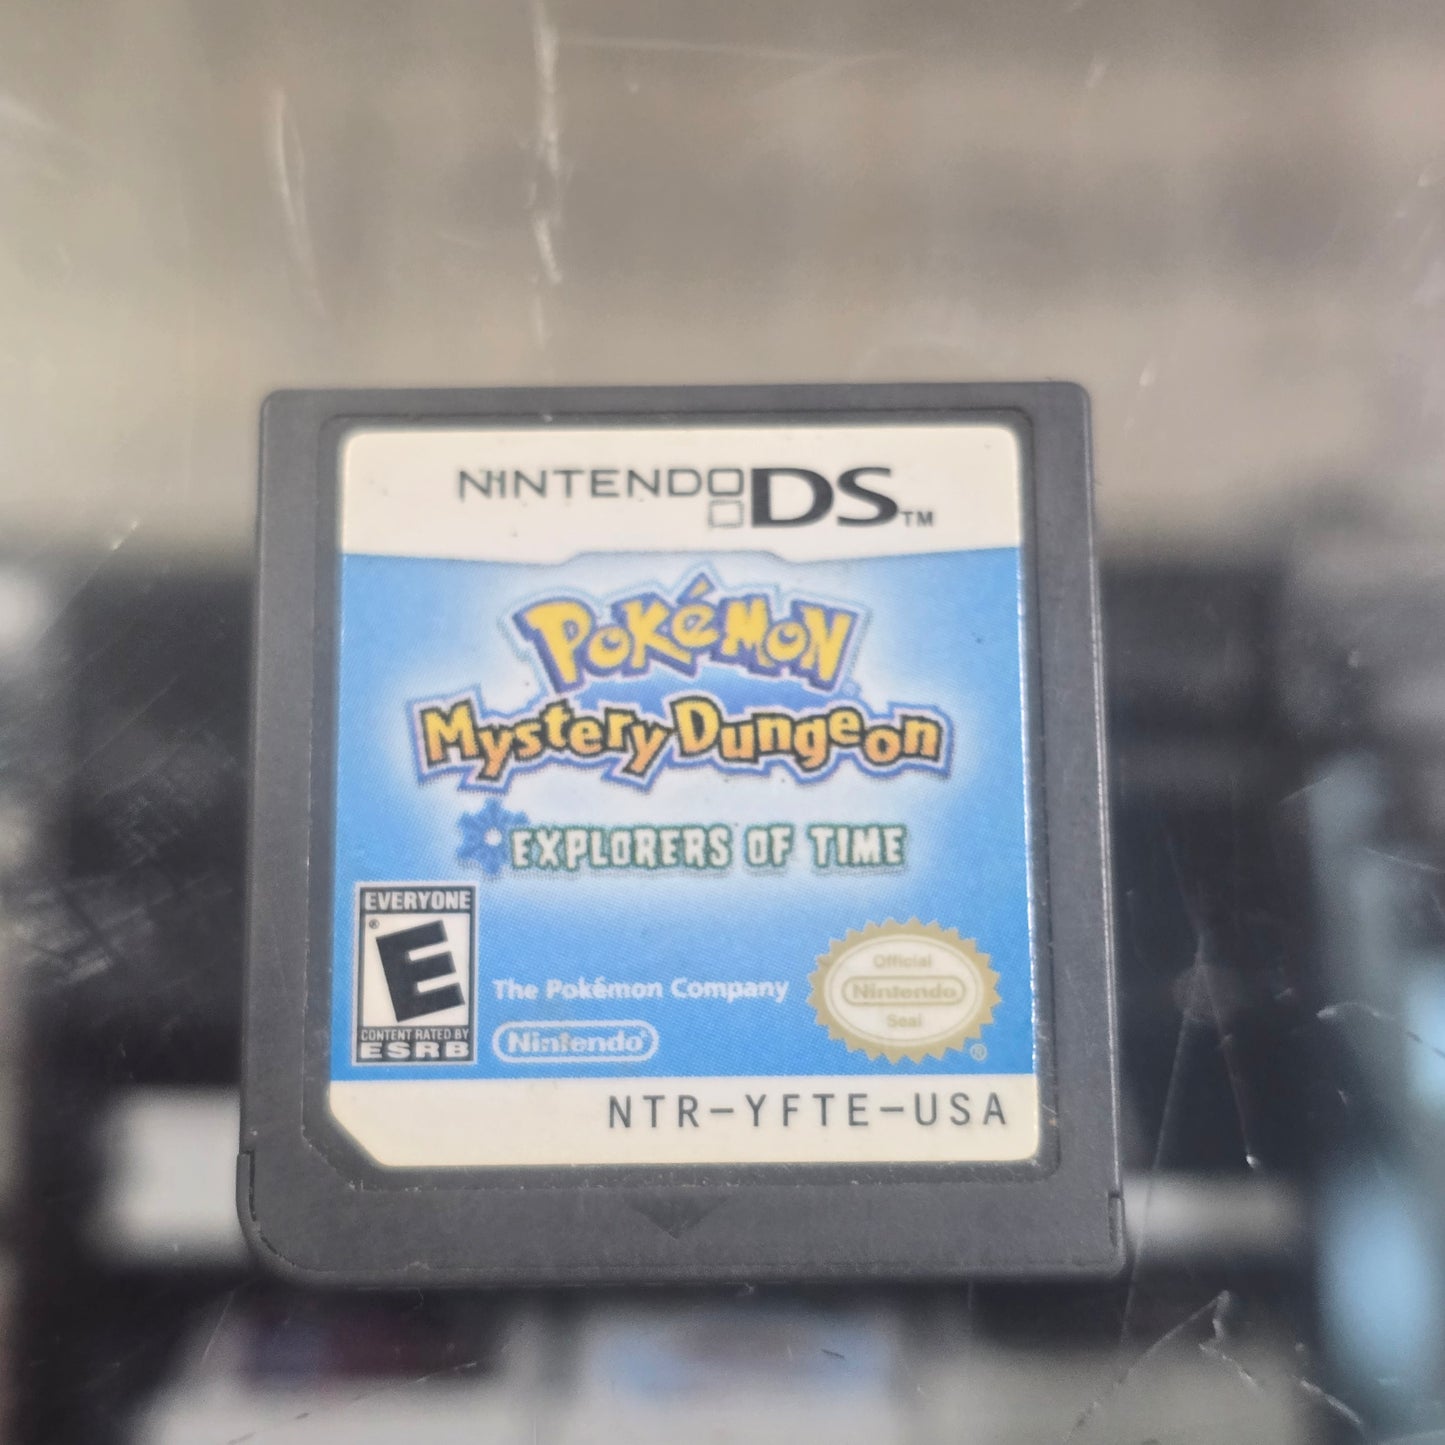 NINTENDO DS™
POKéMON
Mystery Dungeon
EXPLORERS OF TIME
EVERYONE
E
®
CONTENT RATED BY
ESRB
The Pokémon Company
Nintendo
Official
Nintendo
Seal
®
NTR-YFTE-USA